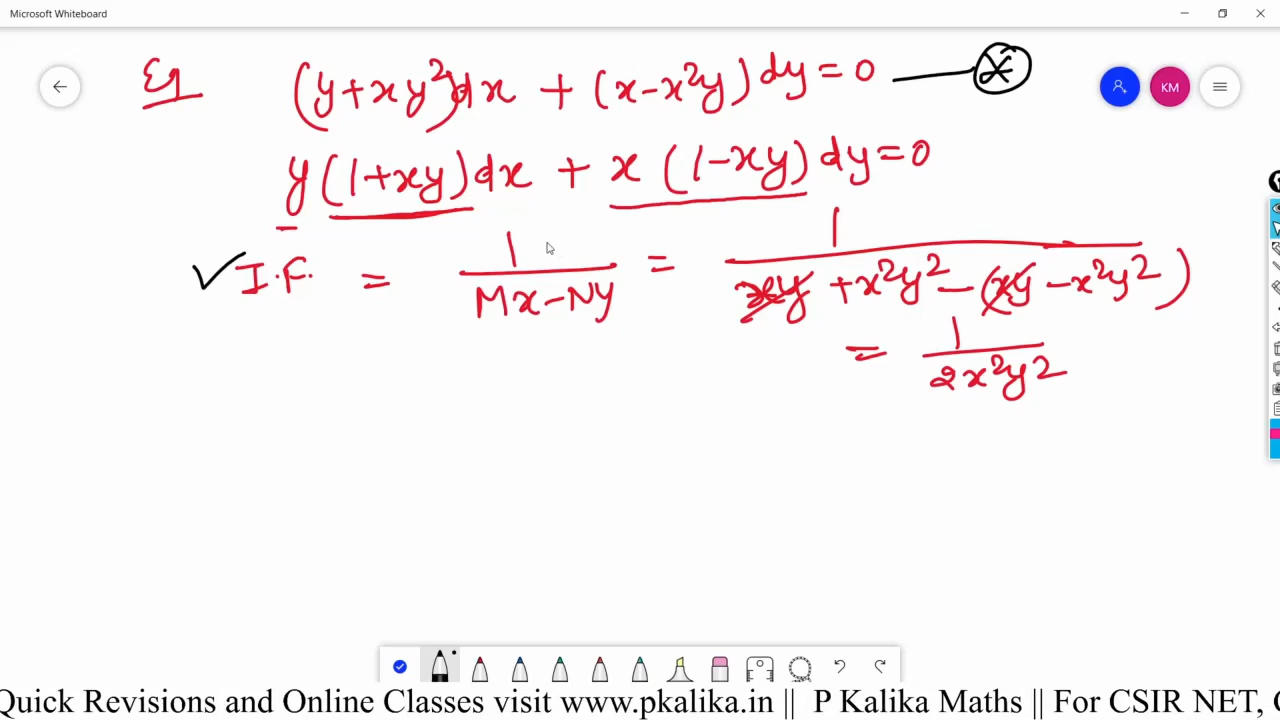 Microsoft Whiteboard
Eg (y+xy²)dx + (x-x²y)dy=0 —— (*)
KM
y(1+xy)dx + x(1-xy)dy=0
✓ I.F. = 1/(Mx-Ny) = 1/(xy +x²y² -(xy -x²y²))
= 1/(2x²y²)
Quick Revisions and Online Classes visit www.pkalika.in || P Kalika Maths || For CSIR NET,